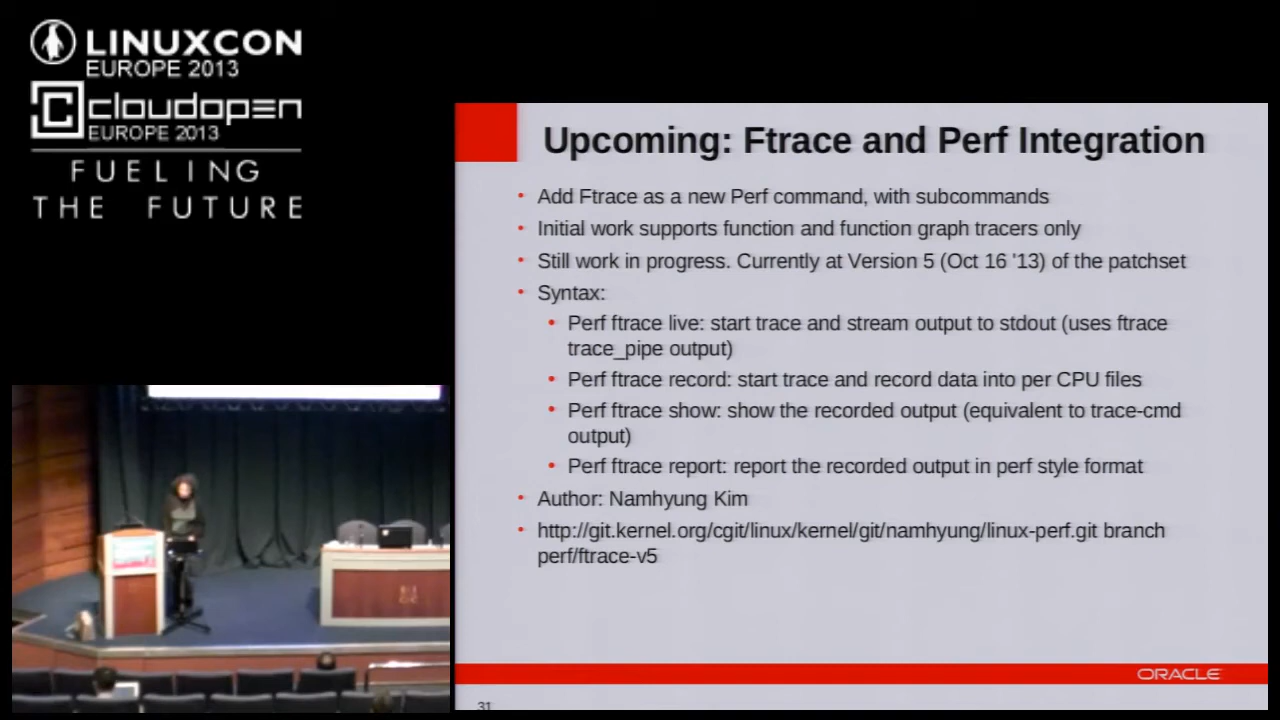 LINUXCON
EUROPE 2013
cloudopen
EUROPE 2013
FUELING
THE FUTURE
Upcoming: Ftrace and Perf Integration
• Add Ftrace as a new Perf command, with subcommands
• Initial work supports function and function graph tracers only
• Still work in progress. Currently at Version 5 (Oct 16 '13) of the patchset
• Syntax:
• Perf ftrace live: start trace and stream output to stdout (uses ftrace
trace_pipe output)
• Perf ftrace record: start trace and record data into per CPU files
• Perf ftrace show: show the recorded output (equivalent to trace-cmd
output)
• Perf ftrace report: report the recorded output in perf style format
• Author: Namhyung Kim
• http://git.kernel.org/cgit/linux/kernel/git/namhyung/linux-perf.git branch
perf/ftrace-v5
ORACLE
31